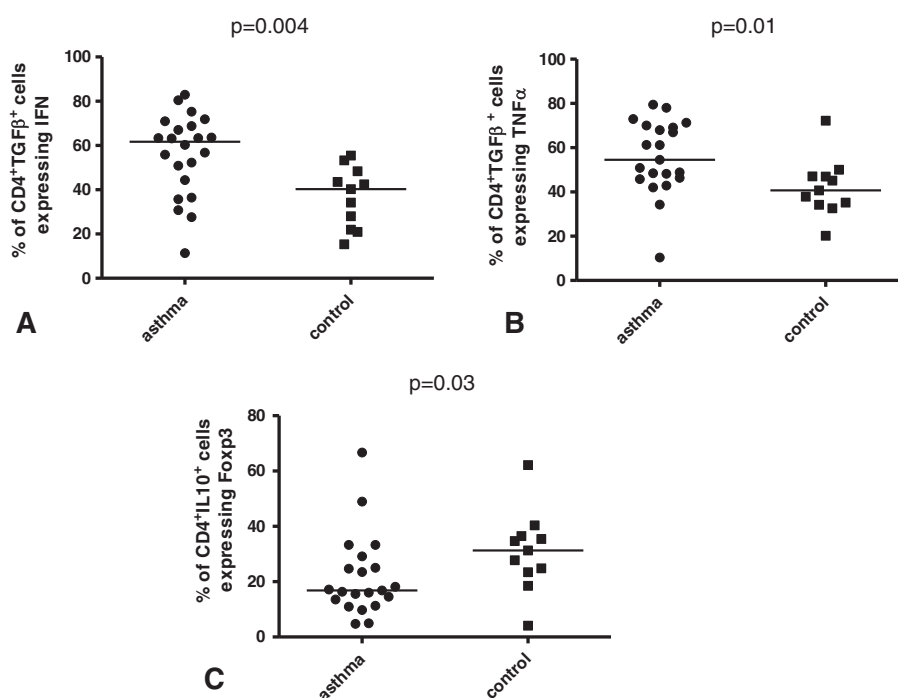 p=0.004
% of CD4⁺TGFβ⁺ cells
expressing IFN
100
80
60
40
20
0
asthma
control
A
p=0.01
% of CD4⁺TGFβ⁺ cells
expressing TNFα
100
80
60
40
20
0
asthma
control
B
p=0.03
% of CD4⁺IL10⁺ cells
expressing Foxp3
80
60
40
20
0
asthma
control
C